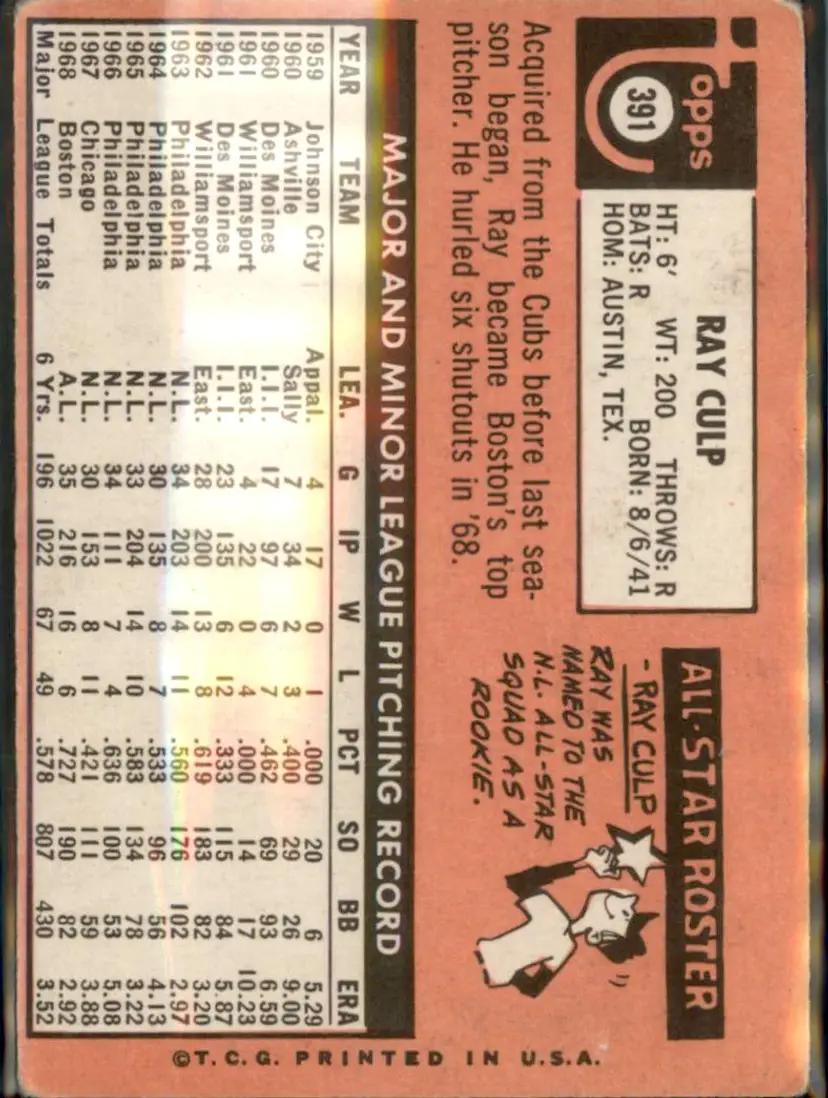 Topps
391
RAY CULP
HT: 6' WT: 200 THROWS: R
BATS: R BORN: 8/6/41
HOM: AUSTIN, TEX.
Acquired from the Cubs before last sea-
son began, Ray became Boston's top
pitcher. He hurled six shutouts in '68.
ALL-STAR ROSTER
- RAY CULP
RAY WAS
NAMED TO THE
N.L. ALL-STAR
SQUAD AS A
ROOKIE.
MAJOR AND MINOR LEAGUE PITCHING RECORD
YEAR TEAM LEA. G IP W L PCT SO BB ERA
1959 Johnson City Appal. 4 17 0 1 .000 20 6 5.29
1960 Ashville Sally 7 34 2 3 .400 29 26 9.00
1960 Des Moines I.I.I. 17 97 6 7 .462 69 93 6.59
1961 Williamsport East. 4 22 0 4 .000 14 17 10.23
1961 Des Moines I.I.I. 23 135 6 12 .333 115 84 5.87
1962 Williamsport East. 28 200 13 8 .619 183 82 3.20
1963 Philadelphia N.L. 34 203 14 11 .560 176 102 2.97
1964 Philadelphia N.L. 30 135 8 7 .533 96 56 4.13
1965 Philadelphia N.L. 33 204 14 10 .583 134 78 3.22
1966 Philadelphia N.L. 34 111 7 4 .636 100 53 5.08
1967 Chicago N.L. 30 153 8 11 .421 111 59 3.88
1968 Boston A.L. 35 216 16 6 .727 190 82 2.92
Major League Totals 6 Yrs. 196 1022 67 49 .578 807 430 3.52
©T.C.G. PRINTED IN U.S.A.